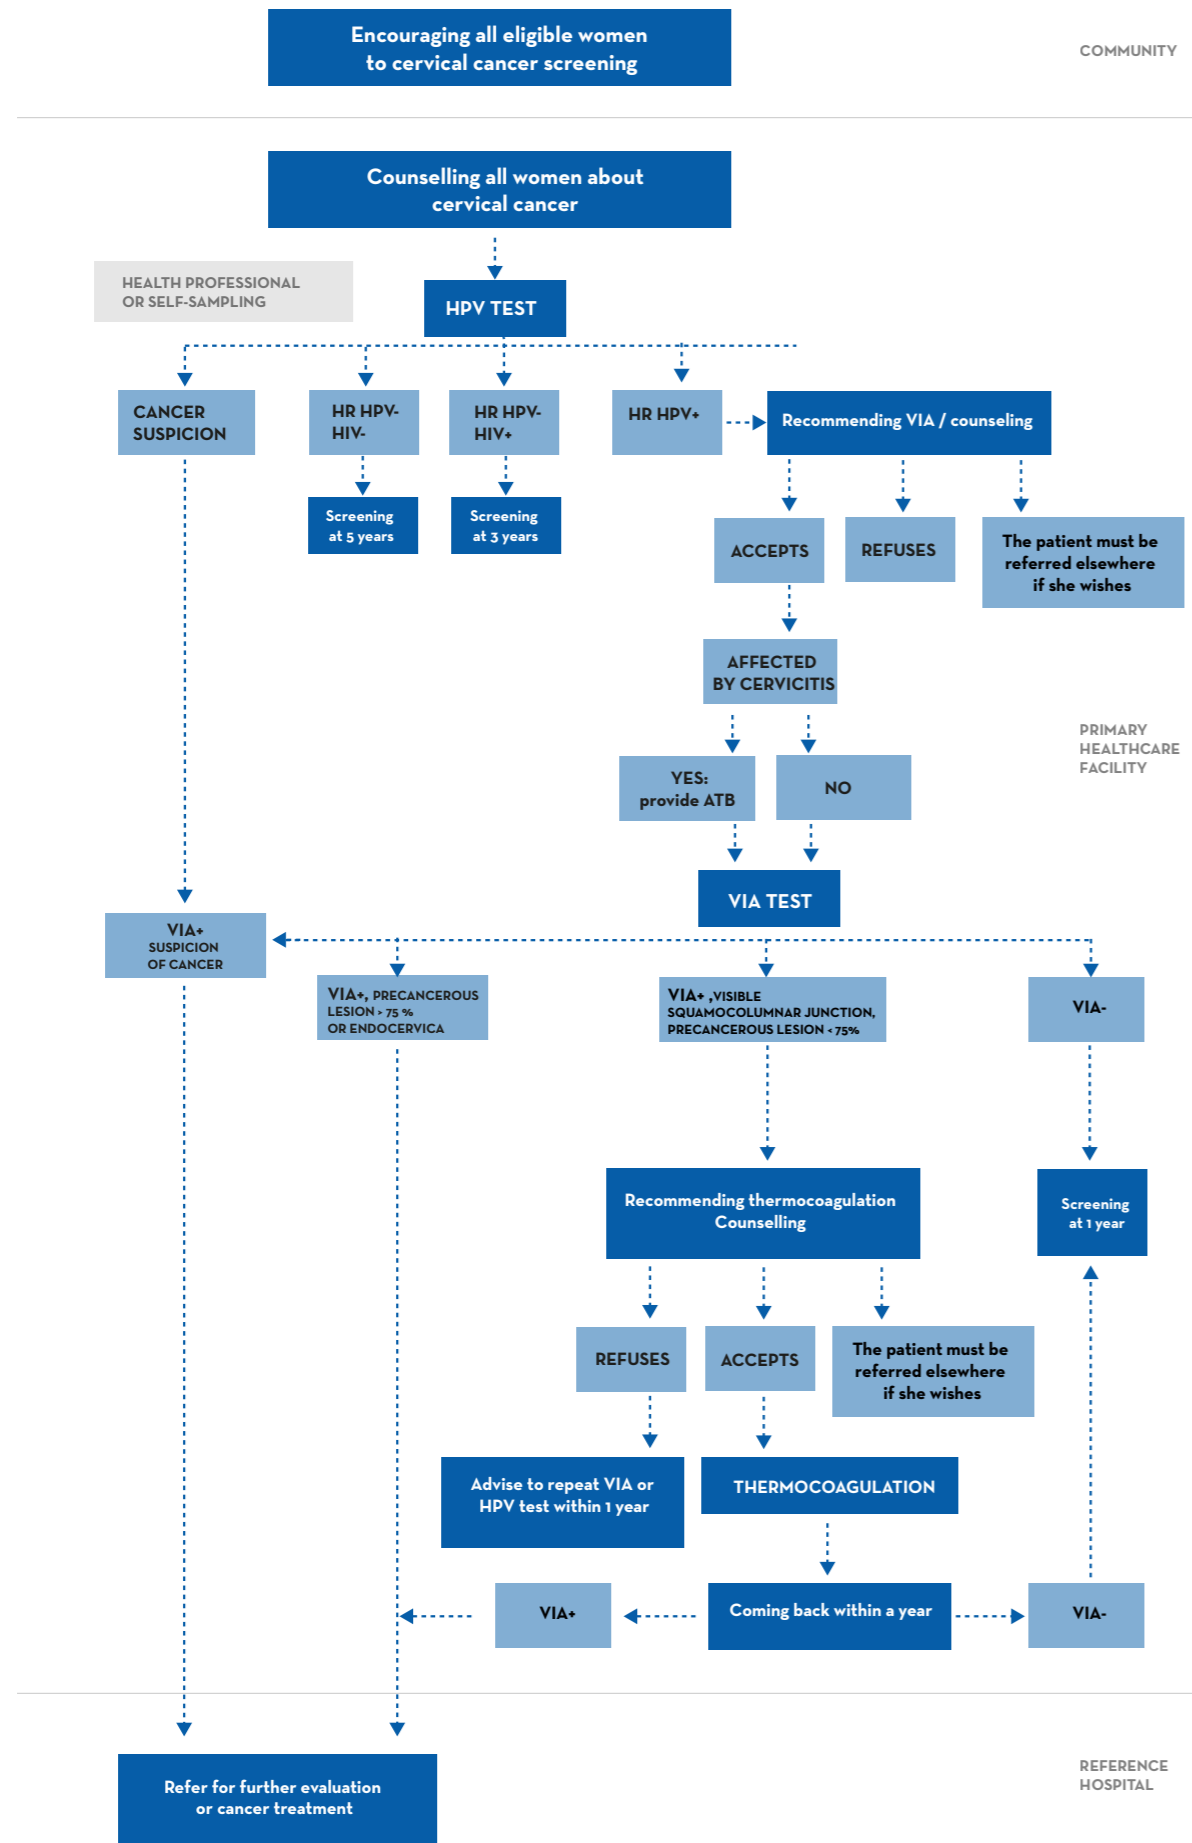 Encouraging all eligible women
to cervical cancer screening
COMMUNITY
Counselling all women about
cervical cancer
HEALTH PROFESSIONAL
OR SELF-SAMPLING
HPV TEST
CANCER
SUSPICION
HR HPV-
HIV-
HR HPV-
HIV+
HR HPV+
Recommending VIA / counseling
Screening
at 5 years
Screening
at 3 years
ACCEPTS
REFUSES
The patient must be
referred elsewhere
if she wishes
AFFECTED
BY CERVICITIS
PRIMARY
HEALTHCARE
FACILITY
YES:
provide ATB
NO
VIA TEST
VIA+
SUSPICION
OF CANCER
VIA+, PRECANCEROUS
LESION > 75 %
OR ENDOCERVICA
VIA+ ,VISIBLE
SQUAMOCOLUMNAR JUNCTION,
PRECANCEROUS LESION < 75%
VIA-
Recommending thermocoagulation
Counselling
Screening
at 1 year
REFUSES
ACCEPTS
The patient must be
referred elsewhere
if she wishes
Advise to repeat VIA or
HPV test within 1 year
THERMOCOAGULATION
VIA+
Coming back within a year
VIA-
REFERENCE
HOSPITAL
Refer for further evaluation
or cancer treatment